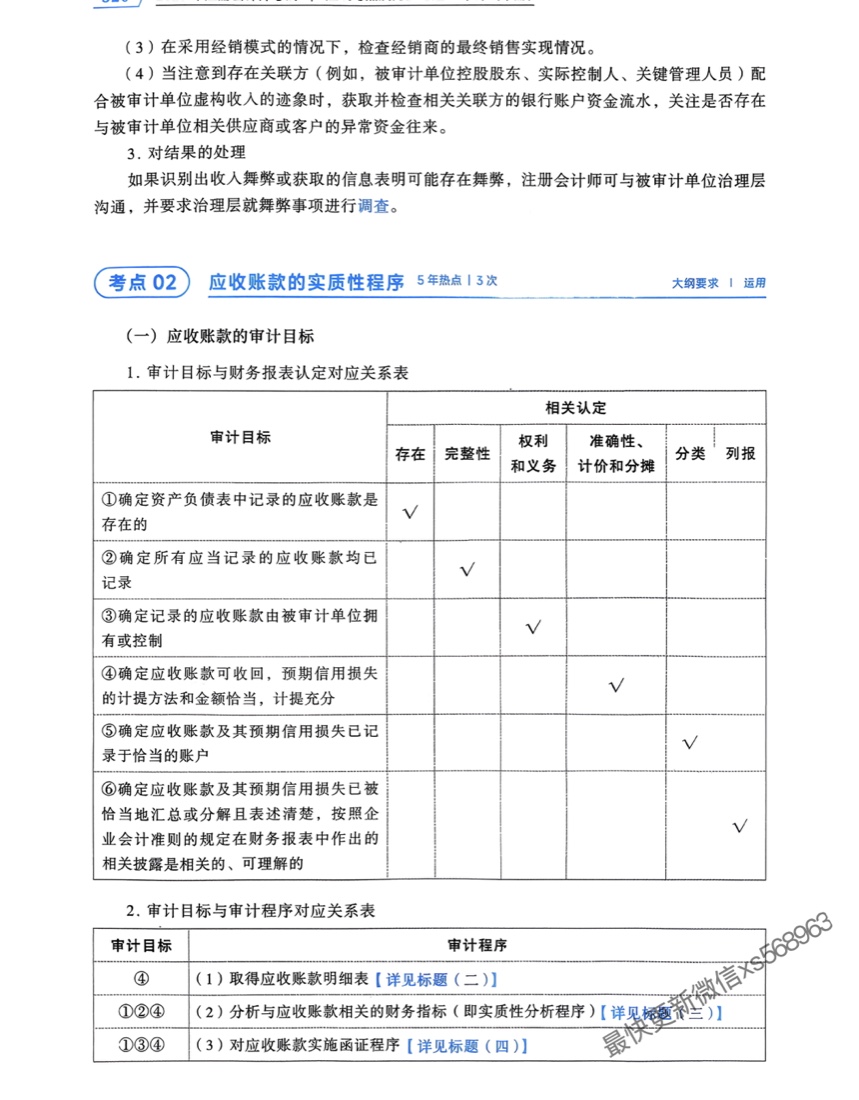 （3）在采用经销模式的情况下，检查经销商的最终销售实现情况。
（4）当注意到存在关联方（例如，被审计单位控股股东、实际控制人、关键管理人员）配
合被审计单位虚构收入的迹象时，获取并检查相关关联方的银行账户资金流水，关注是否存在
与被审计单位相关供应商或客户的异常资金往来。
3. 对结果的处理
如果识别出收入舞弊或获取的信息表明可能存在舞弊，注册会计师可与被审计单位治理层
沟通，并要求治理层就舞弊事项进行调查。
考点 02 应收账款的实质性程序 5年热点 | 3次 大纲要求 | 运用
（一）应收账款的审计目标
1. 审计目标与财务报表认定对应关系表
审计目标
相关认定
存在 完整性 权利和义务 准确性、计价和分摊 分类 列报
①确定资产负债表中记录的应收账款是
存在的
√
②确定所有应当记录的应收账款均已
记录
√
③确定记录的应收账款由被审计单位拥
有或控制
√
④确定应收账款可收回，预期信用损失
的计提方法和金额恰当，计提充分
√
⑤确定应收账款及其预期信用损失已记
录于恰当的账户
√
⑥确定应收账款及其预期信用损失已被
恰当地汇总或分解且表述清楚，按照企
业会计准则的规定在财务报表中作出的
相关披露是相关的、可理解的
√
2. 审计目标与审计程序对应关系表
审计目标 审计程序
④ （1）取得应收账款明细表【详见标题（二）】
①②④ （2）分析与应收账款相关的财务指标（即实质性分析程序）【详见标题（三）】
①③④ （3）对应收账款实施函证程序【详见标题（四）】
最快更新微信xs568963